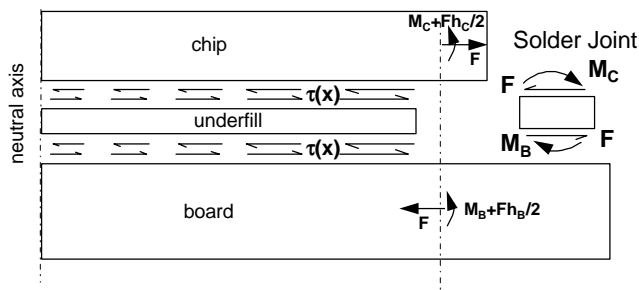 M_C+Fh_C/2
chip
F
Solder Joint
F
M_C
τ(x)
neutral axis
underfill
τ(x)
M_B
F
board
F
M_B+Fh_B/2